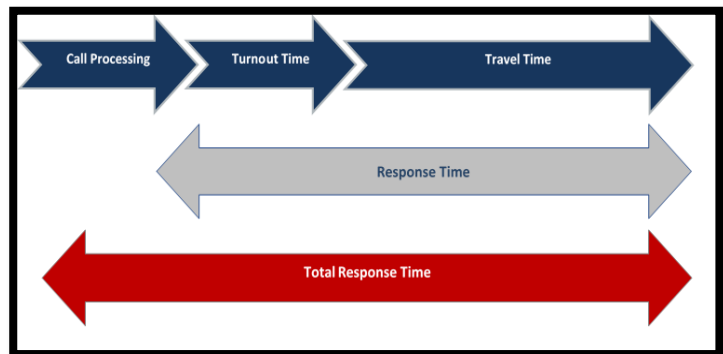 Call Processing
Turnout Time
Travel Time
Response Time
Total Response Time